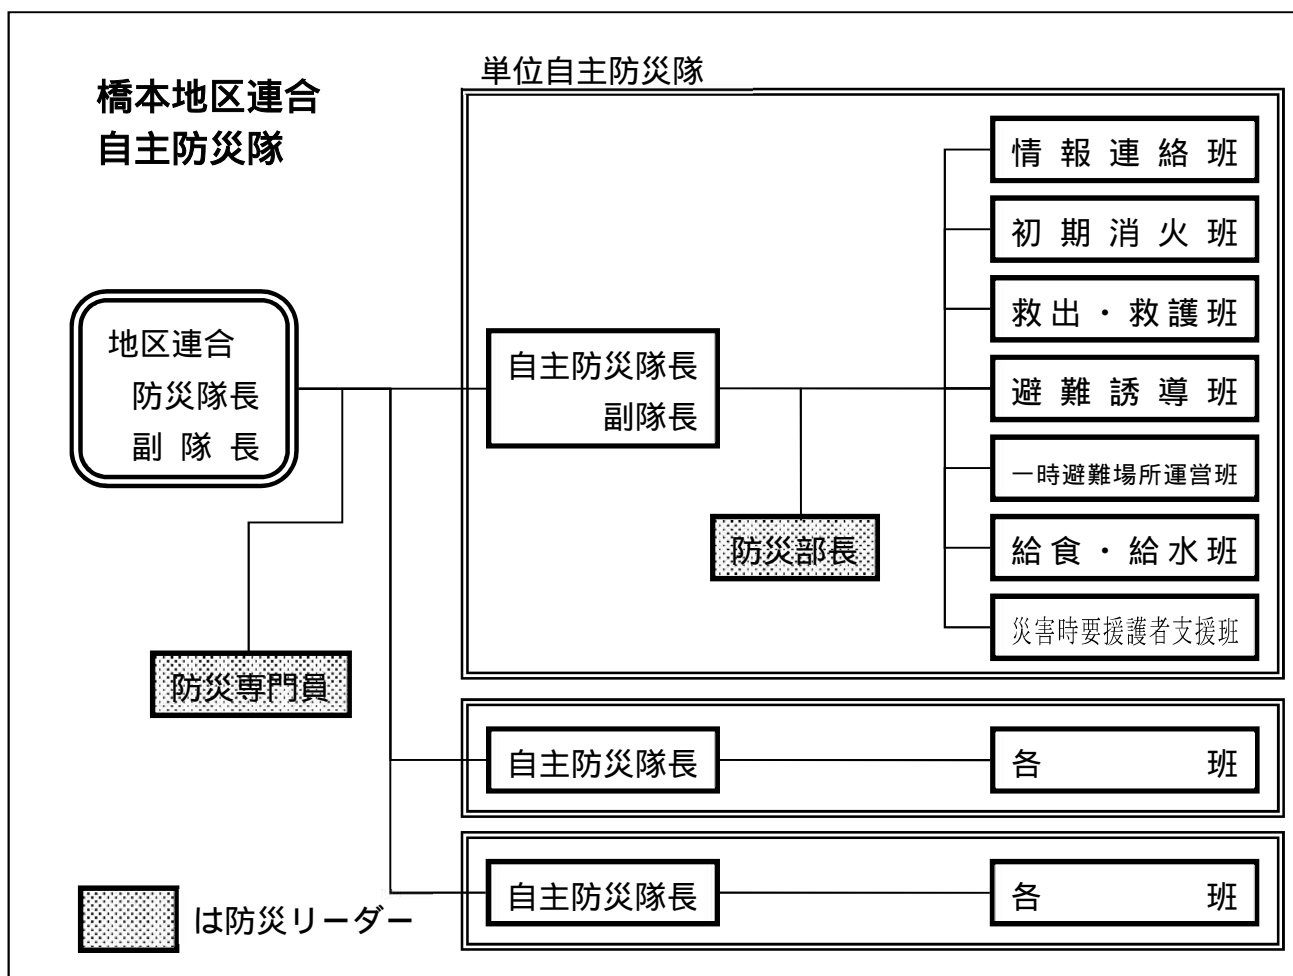 橋本地区連合
自主防災隊
単位自主防災隊
地区連合
防災隊長
副隊長
防災専門員
自主防災隊長
副隊長
防災部長
情報連絡班
初期消火班
救出・救護班
避難誘導班
一時避難場所運営班
給食・給水班
災害時要援護者支援班
自主防災隊長
各班
自主防災隊長
各班
は防災リーダー